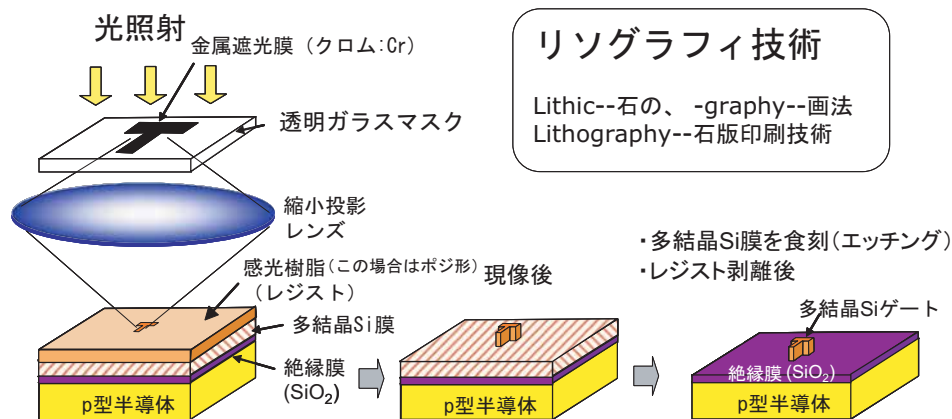 光照射
金属遮光膜（クロム：Cr）
透明ガラスマスク
縮小投影
レンズ
感光樹脂（この場合はポジ形）
（レジスト）
多結晶Si膜
絶縁膜
(SiO₂)
p型半導体
リソグラフィ技術
Lithic--石の、 -graphy--画法
Lithography--石版印刷技術
現像後
p型半導体
・多結晶Si膜を食刻（エッチング）
・レジスト剥離後
多結晶Siゲート
絶縁膜 (SiO₂)
p型半導体